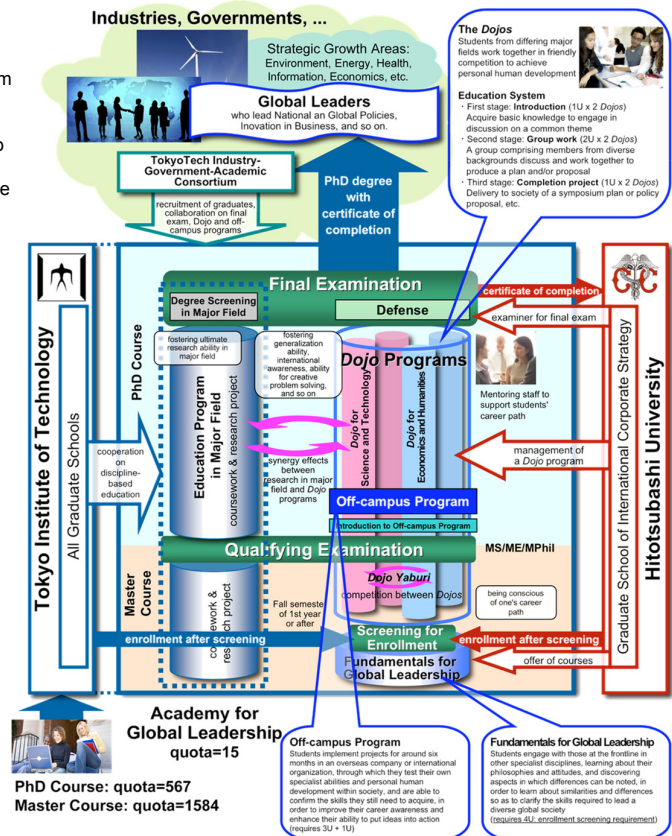 Industries, Governments, ...
Strategic Growth Areas:
Environment, Energy, Health,
Information, Economics, etc.
Global Leaders
who lead National an Global Policies,
Inovation in Business, and so on.
TokyoTech Industry-
Government-Academic
Consortium
recruitment of graduates,
collaboration on final
exam, Dojo and off-
campus programs
PhD degree
with
certificate of
completion
The Dojos
Students from differing major
fields work together in friendly
competition to achieve
personal human development
Education System
・First stage: Introduction (1U x 2 Dojos)
Acquire basic knowledge to engage in
discussion on a common theme
・Second stage: Group work (2U x 2 Dojos)
A group comprising members from diverse
backgrounds discuss and work together to
produce a plan and/or proposal
・Third stage: Completion project (1U x 2 Dojos)
Delivery to society of a symposium plan or policy
proposal, etc.
Tokyo Institute of Technology
All Graduate Schools
PhD Course
Final Examination
Degree Screening
in Major Field
Defense
certificate of completion
examiner for final exam
fostering ultimate
research ability in
major field
fostering
generalization
ability,
international
awareness, ability
for creative
problem solving,
and so on
Dojo Programs
Education Program
in Major Field
coursework & research project
Dojo for
Science and Technology
Dojo for
Economics and Humanities
Mentoring staff to
support students'
career path
cooperation
on
discipline-
based
education
synergy effects
between
research in major
field and Dojo
programs
management of
a Dojo program
Off-campus Program
Introduction to Off-campus Program
Qualifying Examination
MS/ME/MPhil
Master
Course
Dojo Yaburi
competition between Dojos
being conscious
of one's career
path
coursework &
research project
Fall semeste
of 1st year
or after
enrollment after screening
Screening for
Enrollment
enrollment after screening
Fundamentals for
Global Leadership
offer of courses
Graduate School of International Corporate Strategy
Hitotsubashi University
Academy for
Global Leadership
quota=15
PhD Course: quota=567
Master Course: quota=1584
Off-campus Program
Students implement projects for around six
months in an overseas company or international
organization, through which they test their own
specialist abilities and personal human
development within society, and are able to
confirm the skills they still need to acquire, in
order to improve their career awareness and
enhance their ability to put ideas into action
(requires 3U + 1U)
Fundamentals for Global Leadership
Students engage with those at the frontline in
other specialist disciplines, learning about their
philosophies and attitudes, and discovering
aspects in which differences can be noted, in
order to learn about similarities and differences
so as to clarify the skills required to lead a
diverse global society
(requires 4U: enrollment screening requirement)